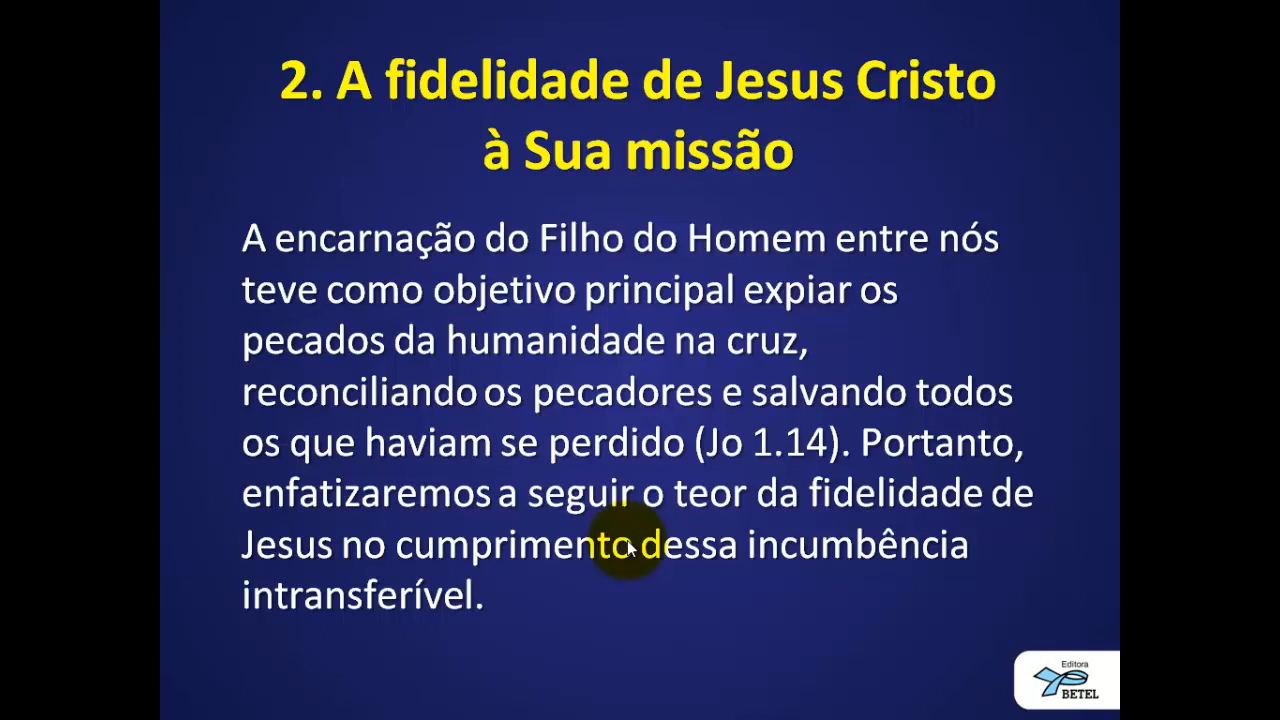 2. A fidelidade de Jesus Cristo
à Sua missão
A encarnação do Filho do Homem entre nós
teve como objetivo principal expiar os
pecados da humanidade na cruz,
reconciliando os pecadores e salvando todos
os que haviam se perdido (Jo 1.14). Portanto,
enfatizaremos a seguir o teor da fidelidade de
Jesus no cumprimento dessa incumbência
intransferível.
Editora
BETEL